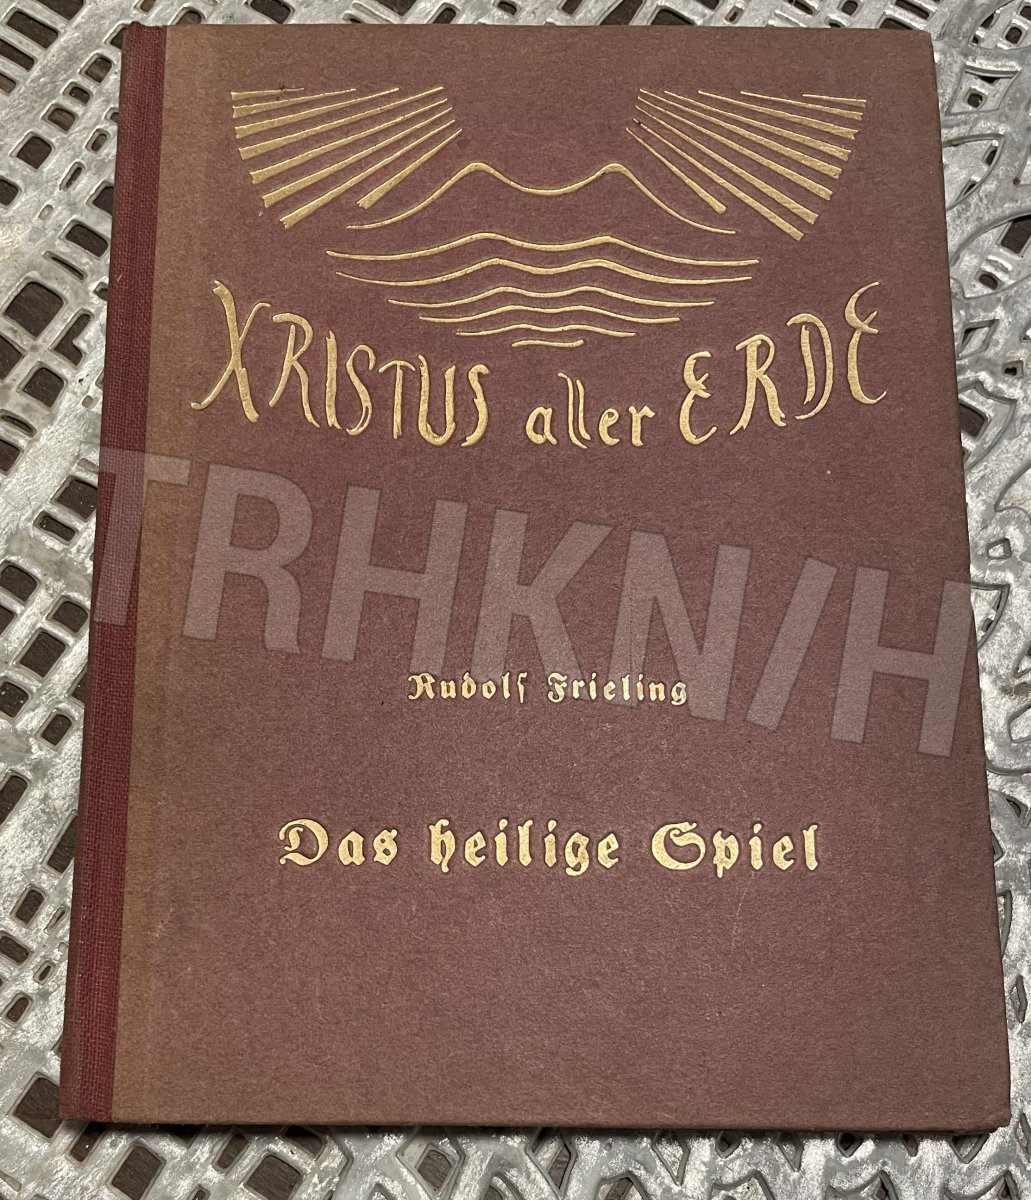 XRISTUS aller ERDE
TRHKN/H
Rudolf Frieling
Das heilige Spiel